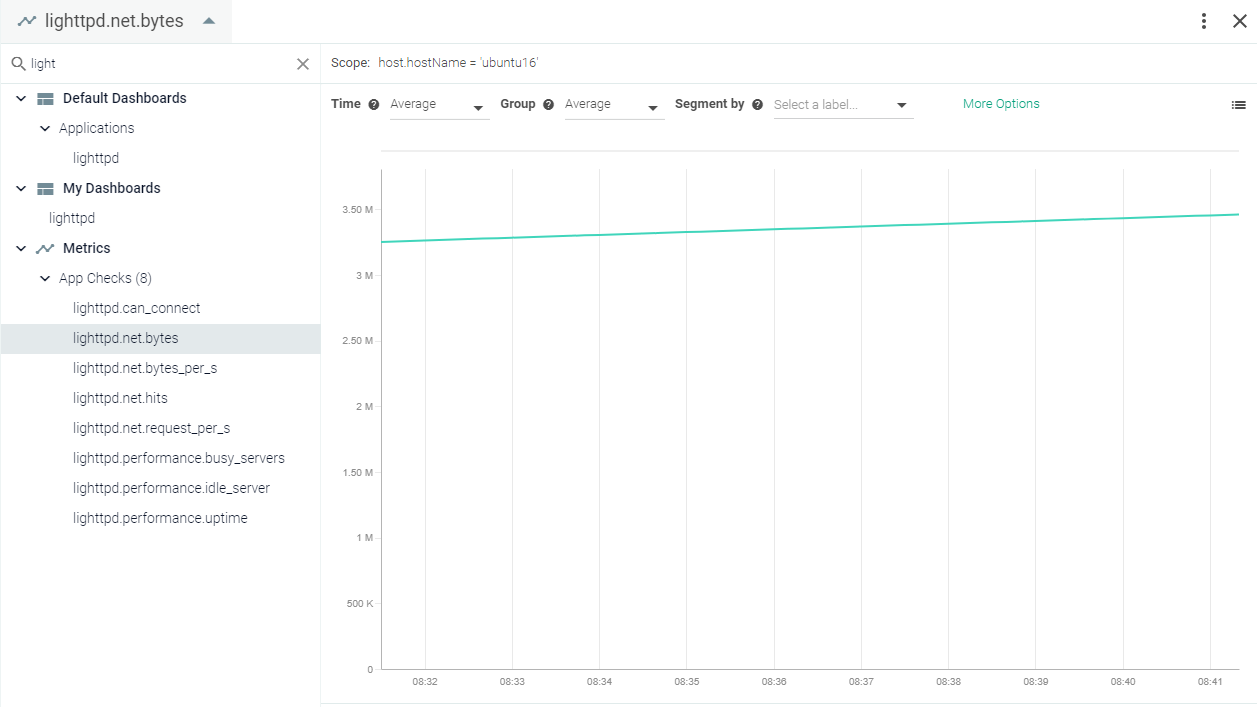 lighttpd.net.bytes
light
Scope: host.hostName = 'ubuntu16'
Default Dashboards
Applications
lighttpd
My Dashboards
lighttpd
Metrics
App Checks (8)
lighttpd.can_connect
lighttpd.net.bytes
lighttpd.net.bytes_per_s
lighttpd.net.hits
lighttpd.net.request_per_s
lighttpd.performance.busy_servers
lighttpd.performance.idle_server
lighttpd.performance.uptime
Time ? Average Group ? Average Segment by ? Select a label... More Options
3.50 M
3 M
2.50 M
2 M
1.50 M
1 M
500 K
0
08:32 08:33 08:34 08:35 08:36 08:37 08:38 08:39 08:40 08:41